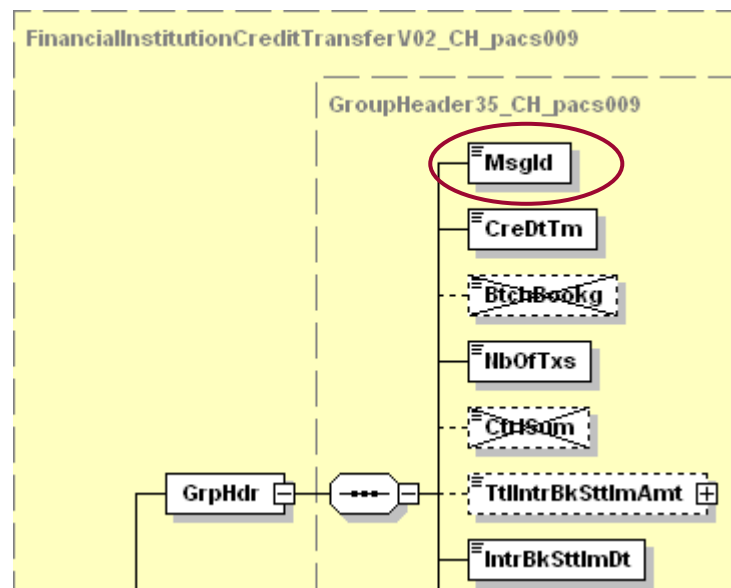 FinancialInstitutionCreditTransferV02_CH_pacs009
GroupHeader35_CH_pacs009
MsgId
CreDtTm
BtchBookg
NbOfTxs
CtrlSum
GrpHdr
TtlIntrBkSttlmAmt
IntrBkSttlmDt